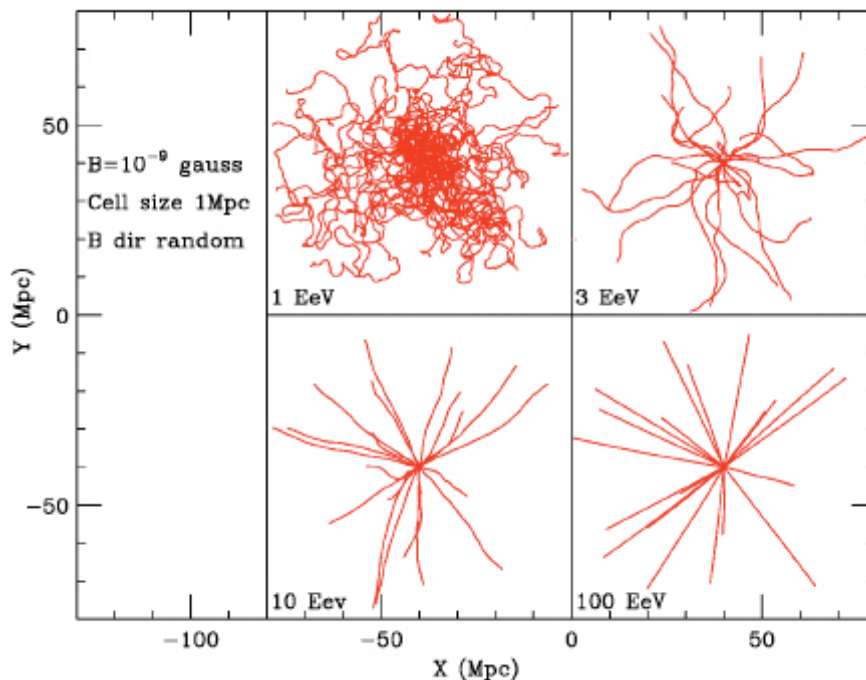 50
0
−50
Y (Mpc)
B=10⁻⁹ gauss
Cell size 1Mpc
B dir random
1 EeV
3 EeV
10 Eev
100 EeV
−100
−50
0
50
X (Mpc)